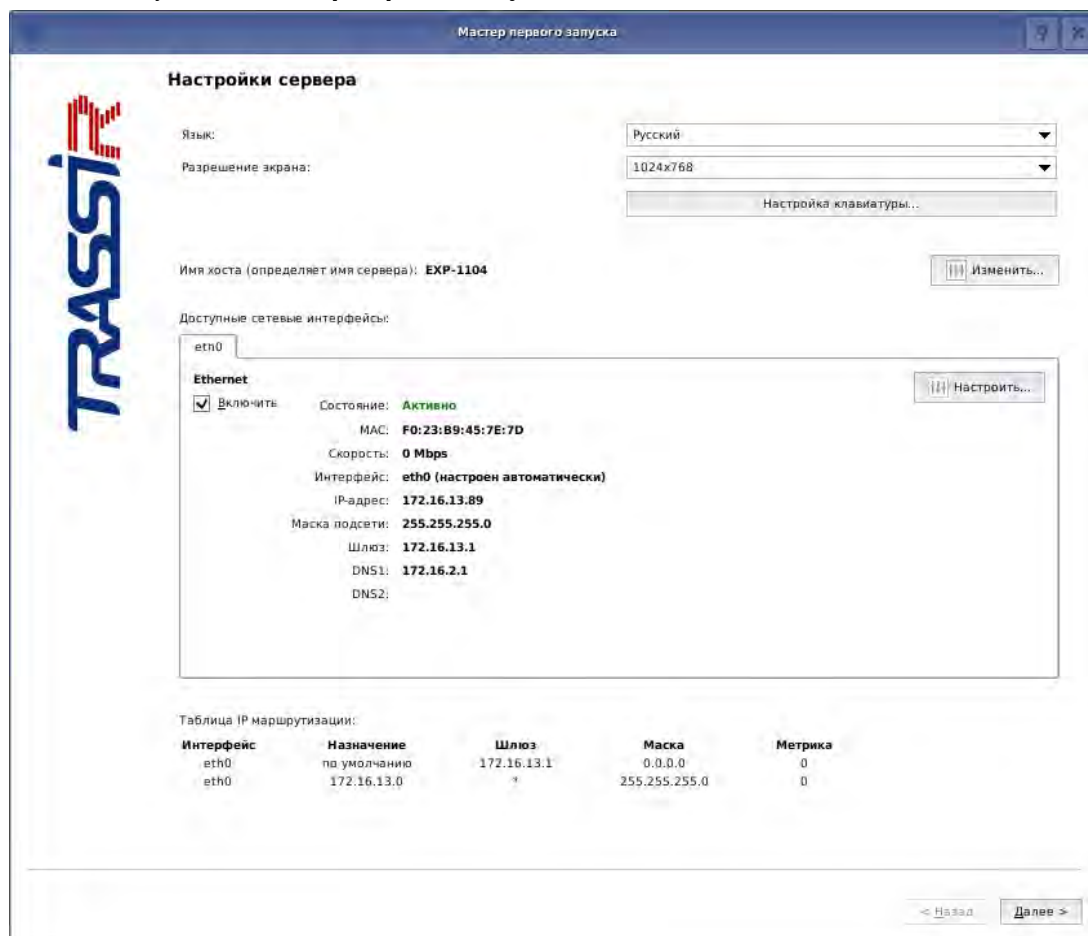 Мастер первого запуска
TRASSIR
Настройки сервера
Язык: Русский
Разрешение экрана: 1024x768
Настройка клавиатуры...
Имя хоста (определяет имя сервера): EXP-1104 Изменить...
Доступные сетевые интерфейсы:
eth0
Ethernet Настроить...
Включить Состояние: Активно
MAC: F0:23:B9:45:7E:7D
Скорость: 0 Mbps
Интерфейс: eth0 (настроен автоматически)
IP-адрес: 172.16.13.89
Маска подсети: 255.255.255.0
Шлюз: 172.16.13.1
DNS1: 172.16.2.1
DNS2:
Таблица IP маршрутизации:
Интерфейс Назначение Шлюз Маска Метрика
eth0 по умолчанию 172.16.13.1 0.0.0.0 0
eth0 172.16.13.0 * 255.255.255.0 0
< Назад Далее >